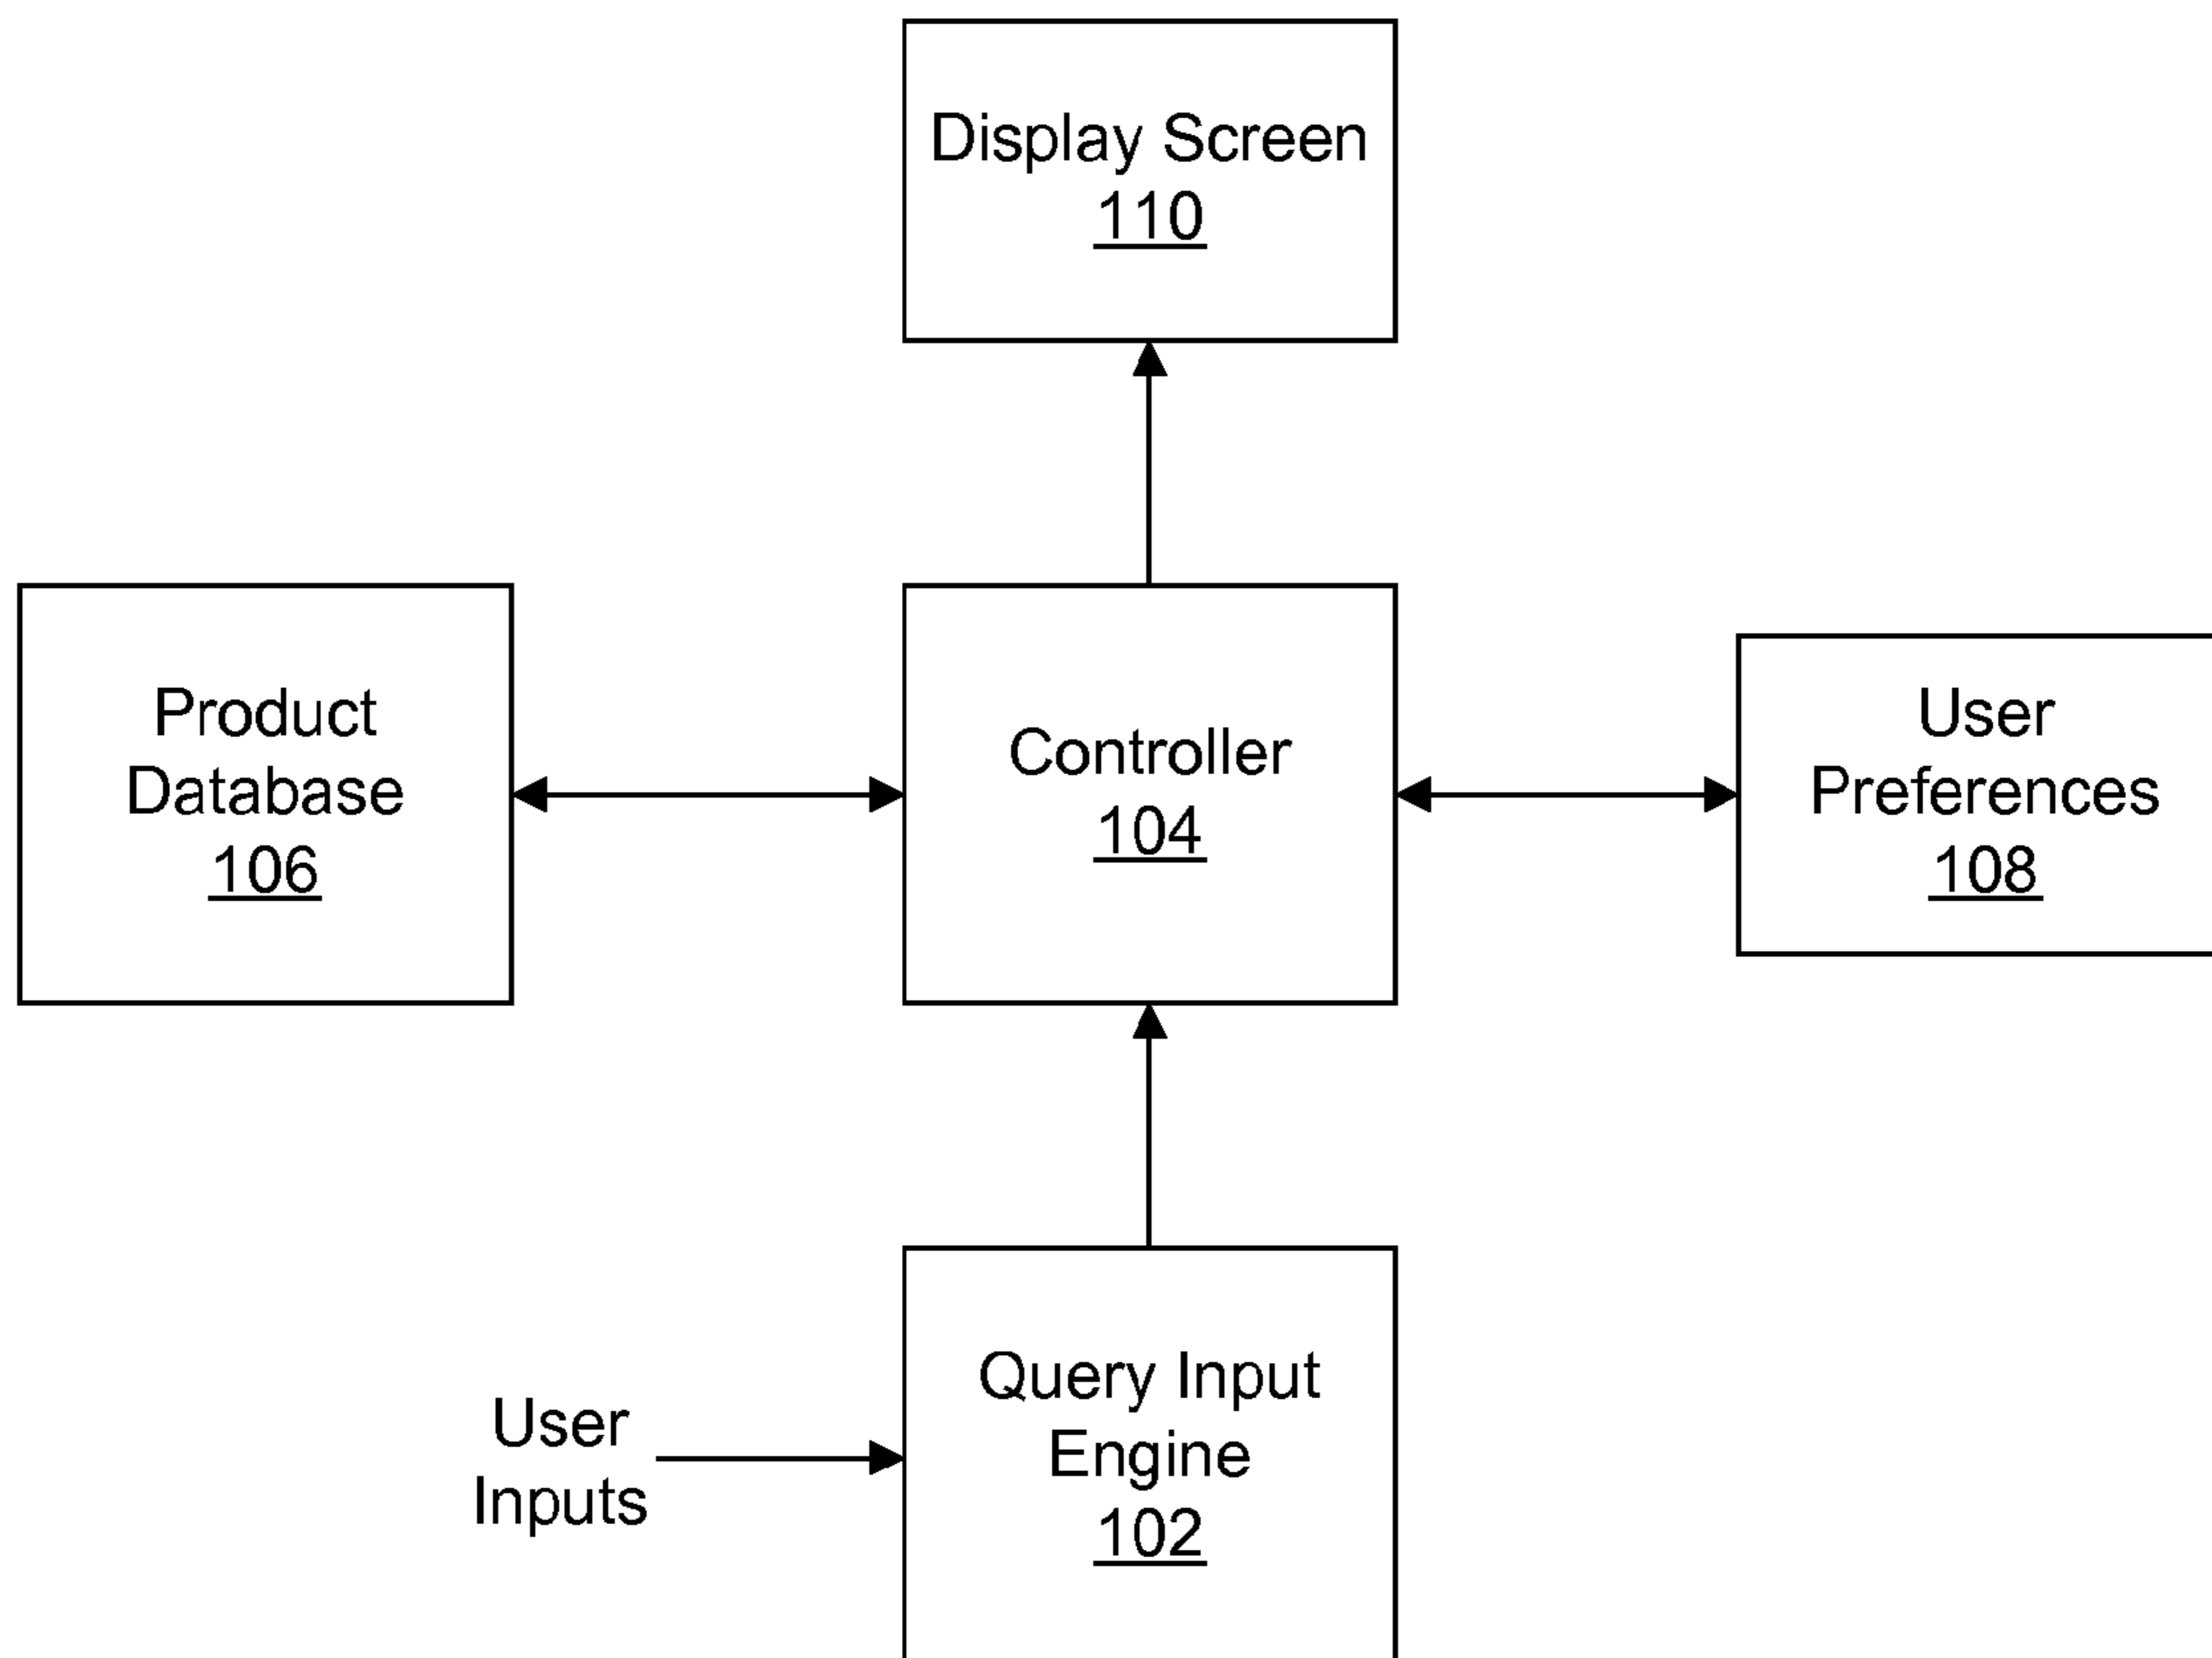 Display Screen
110
Product
Database
106
Controller
104
User
Preferences
108
User
Inputs
Query Input
Engine
102